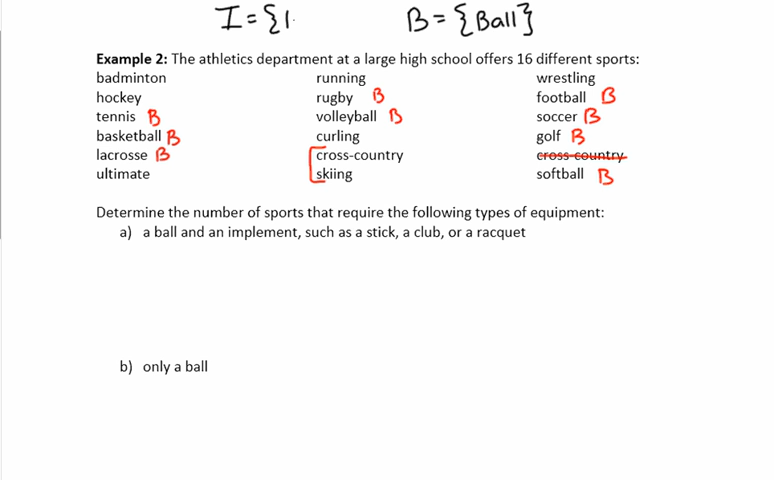 I = {1 B = {Ball}
Example 2: The athletics department at a large high school offers 16 different sports:
badminton running wrestling
hockey rugby B football B
tennis B volleyball B soccer B
basketball B curling golf B
lacrosse B cross-country cross-country
ultimate skiing softball B
Determine the number of sports that require the following types of equipment:
a) a ball and an implement, such as a stick, a club, or a racquet
b) only a ball